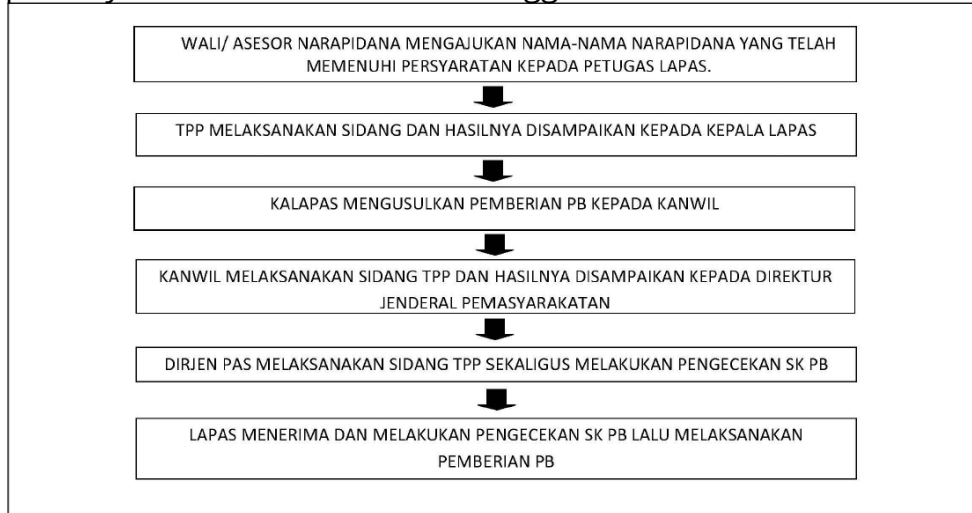 WALI/ ASESOR NARAPIDANA MENGAJUKAN NAMA-NAMA NARAPIDANA YANG TELAH
MEMENUHI PERSYARATAN KEPADA PETUGAS LAPAS.
TPP MELAKSANAKAN SIDANG DAN HASILNYA DISAMPAIKAN KEPADA KEPALA LAPAS
KALAPAS MENGUSULKAN PEMBERIAN PB KEPADA KANWIL
KANWIL MELAKSANAKAN SIDANG TPP DAN HASILNYA DISAMPAIKAN KEPADA DIREKTUR
JENDERAL PEMASYARAKATAN
DIRJEN PAS MELAKSANAKAN SIDANG TPP SEKALIGUS MELAKUKAN PENGECEKAN SK PB
LAPAS MENERIMA DAN MELAKUKAN PENGECEKAN SK PB LALU MELAKSANAKAN
PEMBERIAN PB